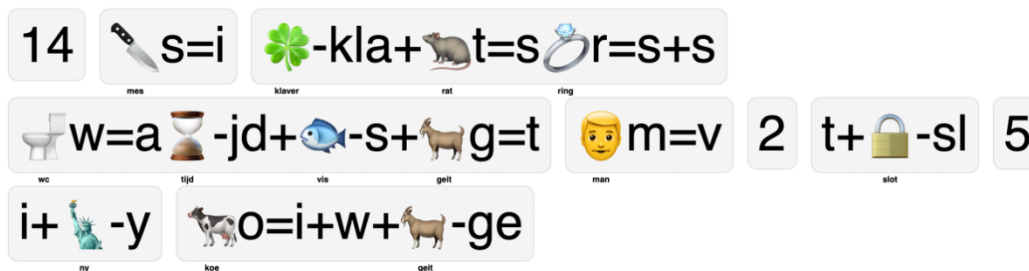 14 s=i -kla+ t=s r=s+s
mes klaver rat ring
w=a -jd+ -s+ g=t m=v 2 t+ -sl 5
wc tijd vis geit man slot
i+ -y o=i+w+ -ge
ny koe geit